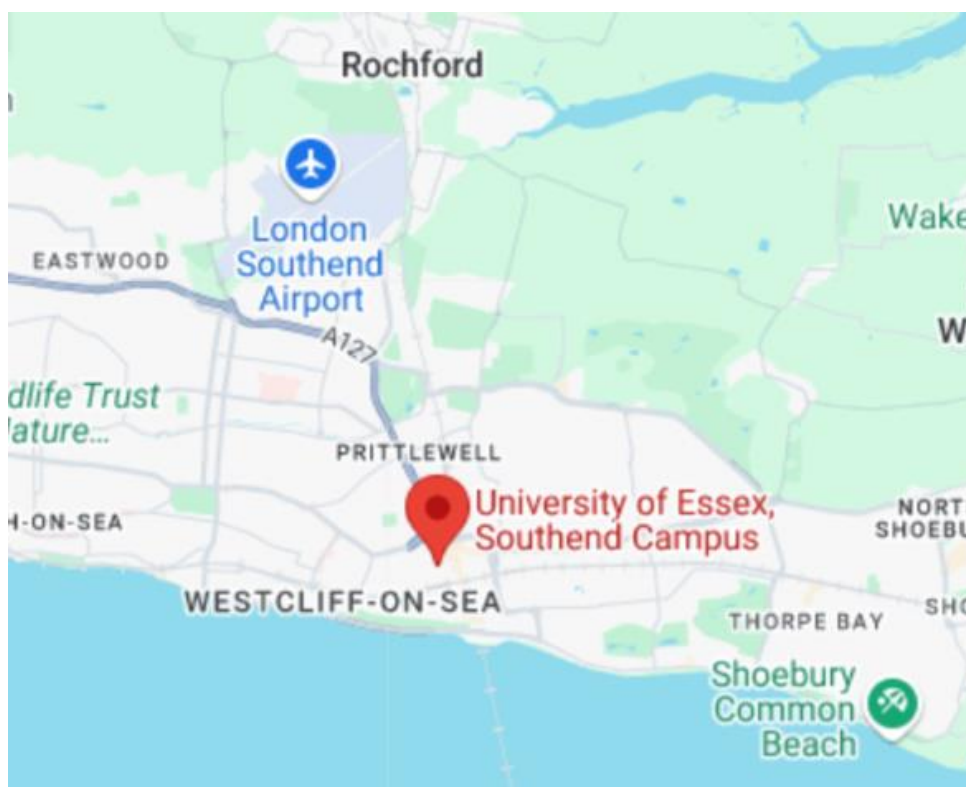 Rochford
London
Southend
Airport
Wake
EASTWOOD
W
A127
dlife Trust
lature...
PRITTLEWELL
University of Essex,
Southend Campus
H-ON-SEA
NORT
SHOEBU
WESTCLIFF-ON-SEA
THORPE BAY
SHO
Shoebury
Common
Beach